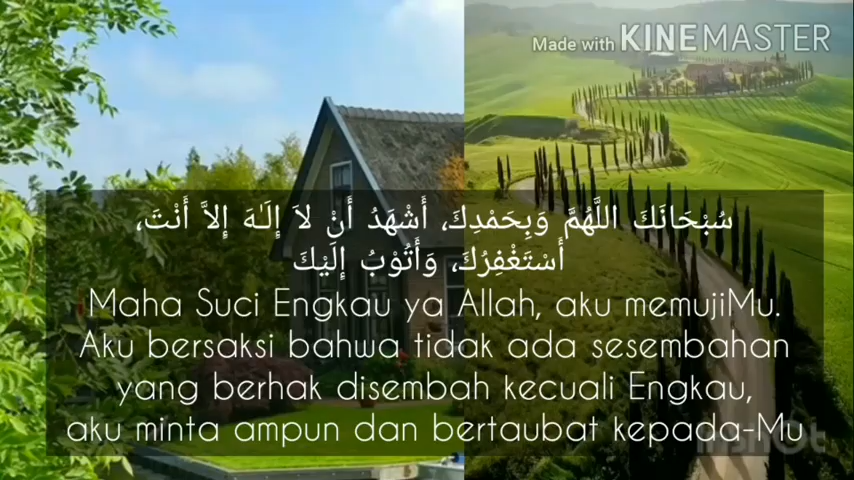 Made with KINEMASTER
سُبْحَانَكَ اللَّهُمَّ وَبِحَمْدِكَ، أَشْهَدُ أَنْ لاَ إِلَـٰهَ إِلاَّ أَنْتَ،
أَسْتَغْفِرُكَ، وَأَتُوْبُ إِلَيْكَ
Maha Suci Engkau ya Allah, aku memujiMu.
Aku bersaksi bahwa tidak ada sesembahan
yang berhak disembah kecuali Engkau,
aku minta ampun dan bertaubat kepada-Mu